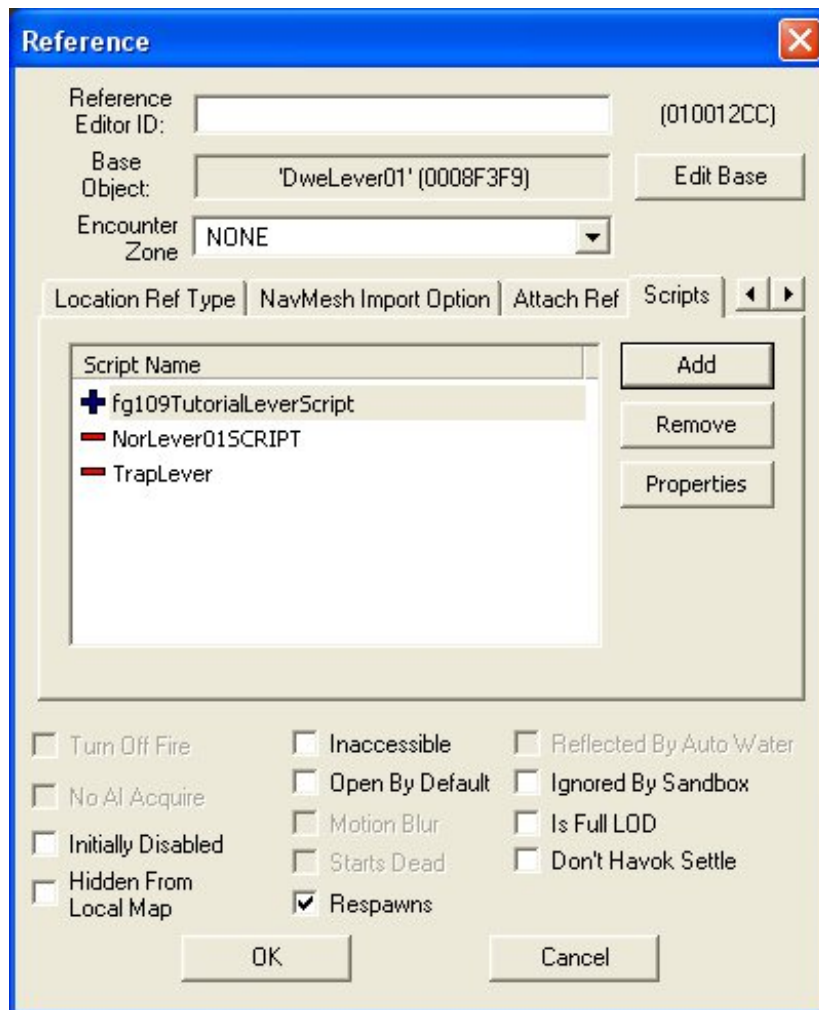 Reference
Reference
Editor ID:
(010012CC)
Base
Object:
'DweLever01' (0008F3F9)
Edit Base
Encounter
Zone
NONE
Location Ref Type
NavMesh Import Option
Attach Ref
Scripts
Script Name
fg109TutorialLeverScript
NorLever01SCRIPT
TrapLever
Add
Remove
Properties
Turn Off Fire
No AI Acquire
Initially Disabled
Hidden From
Local Map
Inaccessible
Open By Default
Motion Blur
Starts Dead
Respawns
Reflected By Auto Water
Ignored By Sandbox
Is Full LOD
Don't Havok Settle
OK
Cancel